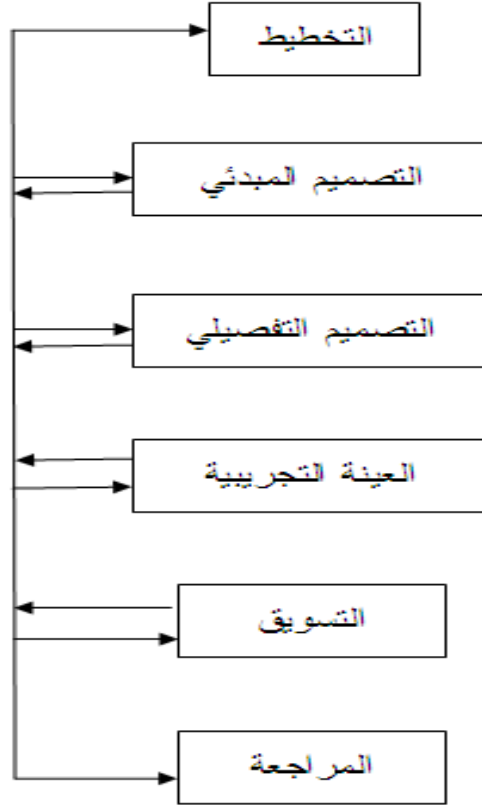 التخطيط
التصميم المبدئي
التصميم التفصيلي
العينة التجريبية
التسويق
المراجعة